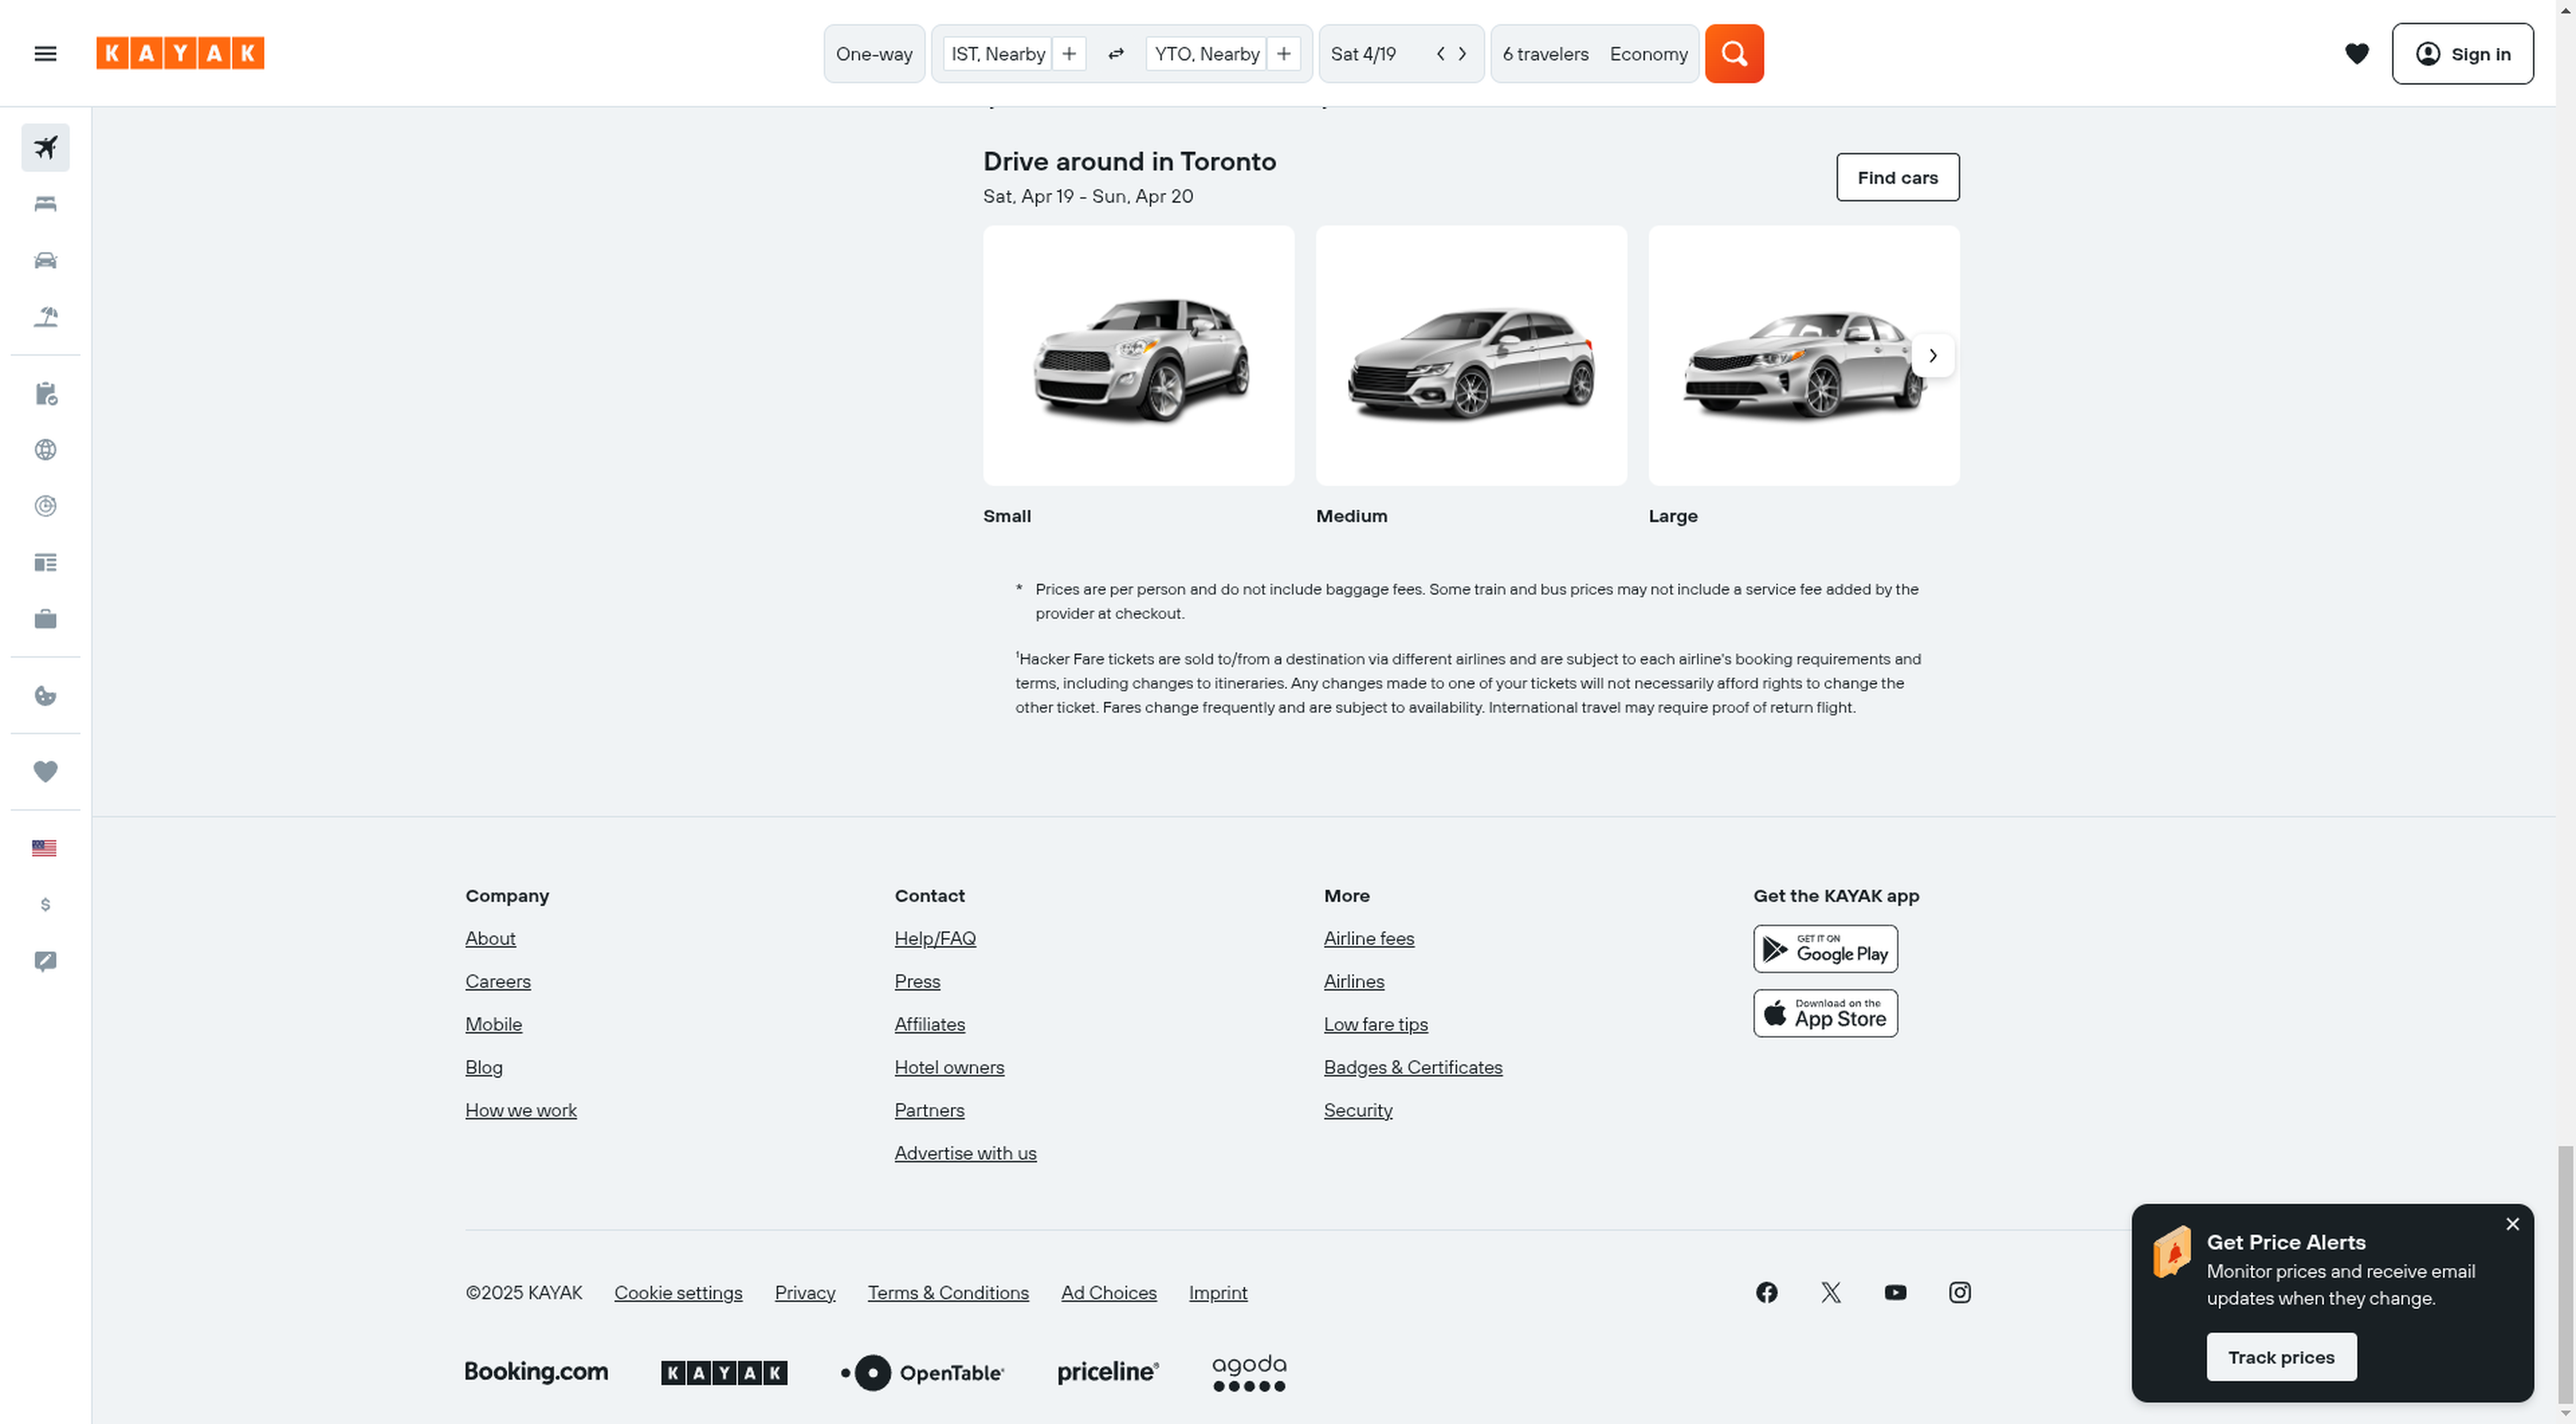 KAYAK
One-way
IST, Nearby
YTO, Nearby
Sat 4/19
6 travelers
Economy
Sign in
Drive around in Toronto
Find cars
Sat, Apr 19 - Sun, Apr 20
Small
Medium
Large
* Prices are per person and do not include baggage fees. Some train and bus prices may not include a service fee added by the
provider at checkout.
¹Hacker Fare tickets are sold to/from a destination via different airlines and are subject to each airline's booking requirements and
terms, including changes to itineraries. Any changes made to one of your tickets will not necessarily afford rights to change the
other ticket. Fares change frequently and are subject to availability. International travel may require proof of return flight.
$
Company
About
Careers
Mobile
Blog
How we work
Contact
Help/FAQ
Press
Affiliates
Hotel owners
Partners
Advertise with us
More
Airline fees
Airlines
Low fare tips
Badges & Certificates
Security
Get the KAYAK app
GET IT ON
Google Play
Download on the
App Store
©2025 KAYAK
Cookie settings
Privacy
Terms & Conditions
Ad Choices
Imprint
Booking.com
KAYAK
OpenTable
priceline®
agoda
Get Price Alerts
Monitor prices and receive email
updates when they change.
Track prices